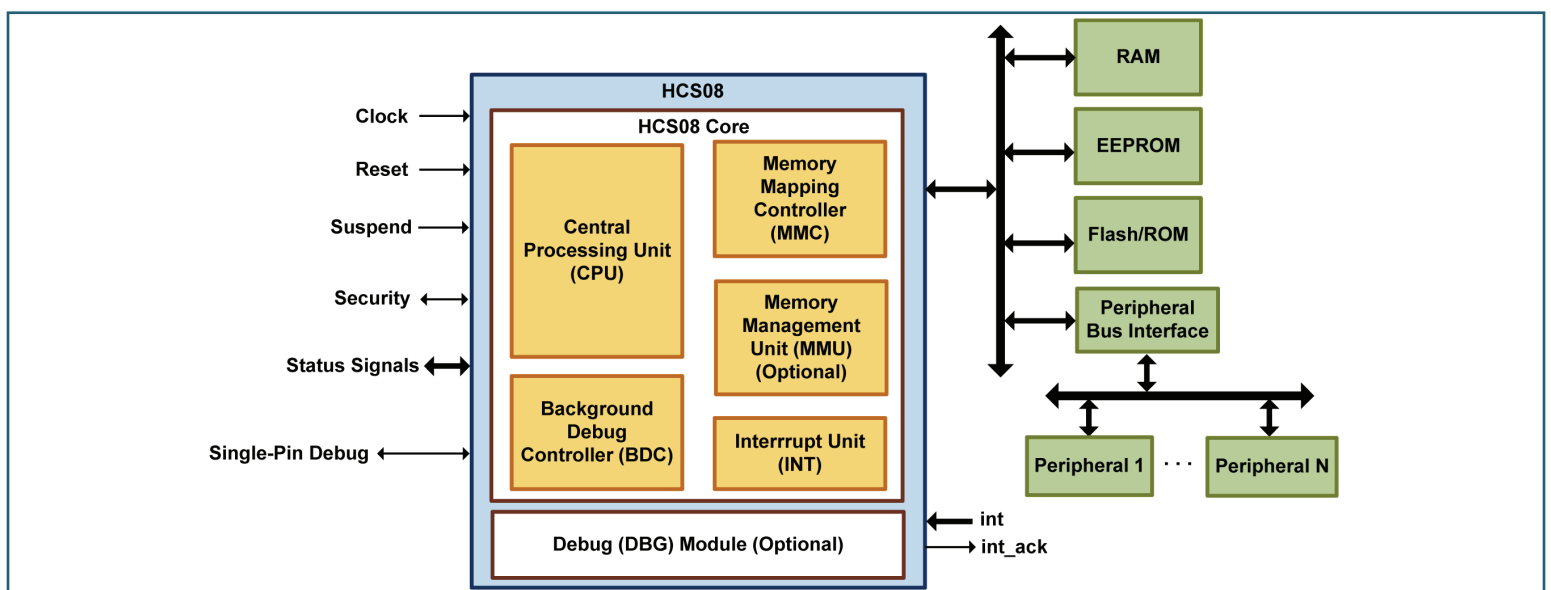 HCS08
HCS08 Core
Clock
Reset
Suspend
Security
Status Signals
Single-Pin Debug
Central
Processing Unit
(CPU)
Memory
Mapping
Controller
(MMC)
Memory
Management
Unit (MMU)
(Optional)
Background
Debug
Controller (BDC)
Interrrupt Unit
(INT)
Debug (DBG) Module (Optional)
int
int_ack
RAM
EEPROM
Flash/ROM
Peripheral
Bus Interface
Peripheral 1
· · ·
Peripheral N